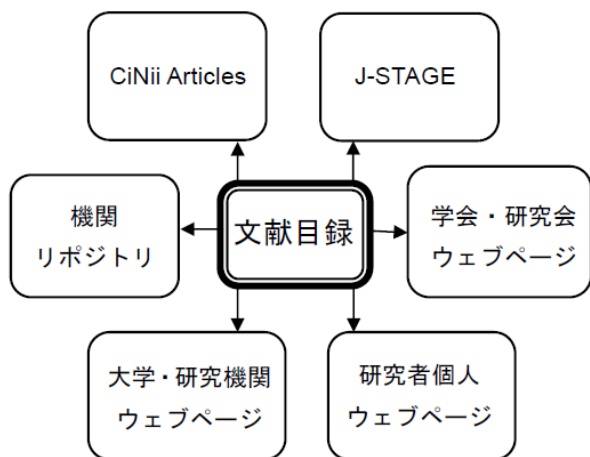 CiNii Articles
J-STAGE
機関
リポジトリ
文献目録
学会・研究会
ウェブページ
大学・研究機関
ウェブページ
研究者個人
ウェブページ